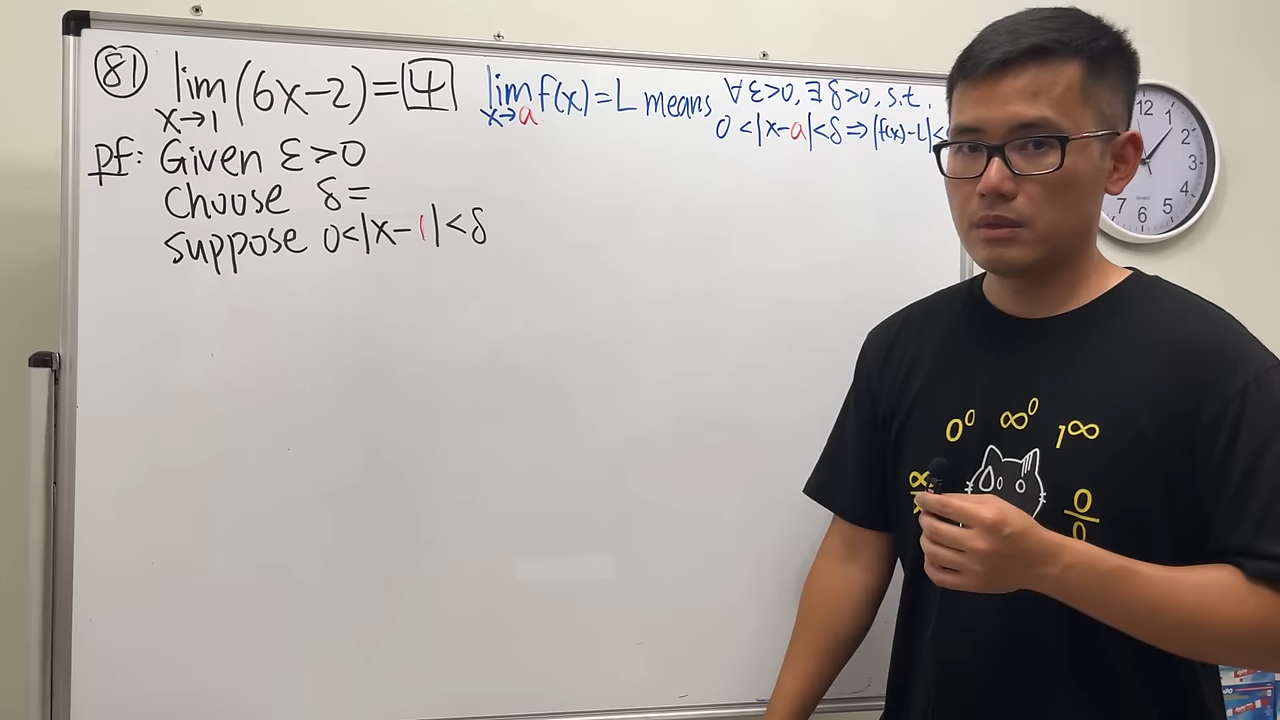 81 lim x→1 (6x-2) = 4
lim x→a f(x) = L means ∀ ε>0, ∃ δ>0, s.t.
0<|x-a|<δ ⇒ |f(x)-L|<
pf: Given ε>0
Choose δ=
suppose 0<|x-1|<δ
0⁰ ∞⁰ 1^∞
0/0
12 1 2 3 4 5 6 7